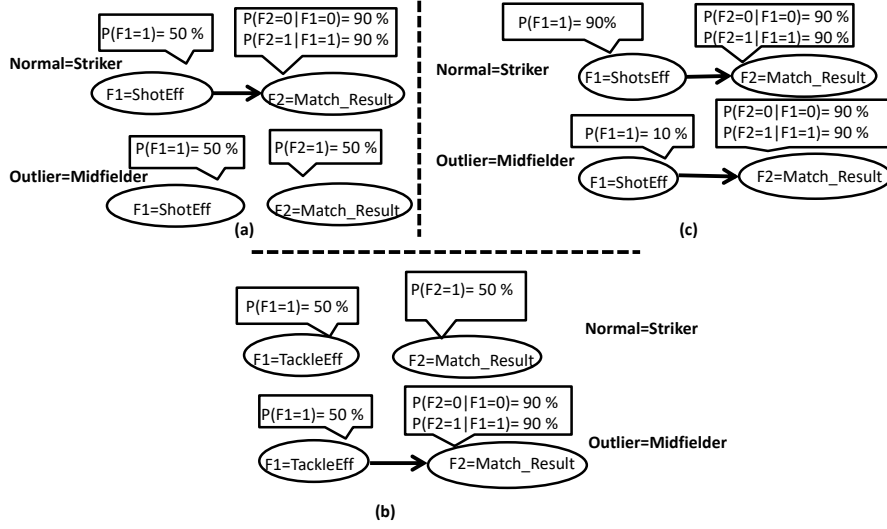 P(F1=1)= 50 %
P(F2=0|F1=0)= 90 %
P(F2=1|F1=1)= 90 %
Normal=Striker
F1=ShotEff
F2=Match_Result
P(F1=1)= 50 %
P(F2=1)= 50 %
Outlier=Midfielder
F1=ShotEff
F2=Match_Result
(a)
P(F1=1)= 90%
P(F2=0|F1=0)= 90 %
P(F2=1|F1=1)= 90 %
Normal=Striker
F1=ShotsEff
F2=Match_Result
P(F1=1)= 10 %
P(F2=0|F1=0)= 90 %
P(F2=1|F1=1)= 90 %
Outlier=Midfielder
F1=ShotEff
F2=Match_Result
(c)
P(F1=1)= 50 %
P(F2=1)= 50 %
Normal=Striker
F1=TackleEff
F2=Match_Result
P(F1=1)= 50 %
P(F2=0|F1=0)= 90 %
P(F2=1|F1=1)= 90 %
Outlier=Midfielder
F1=TackleEff
F2=Match_Result
(b)